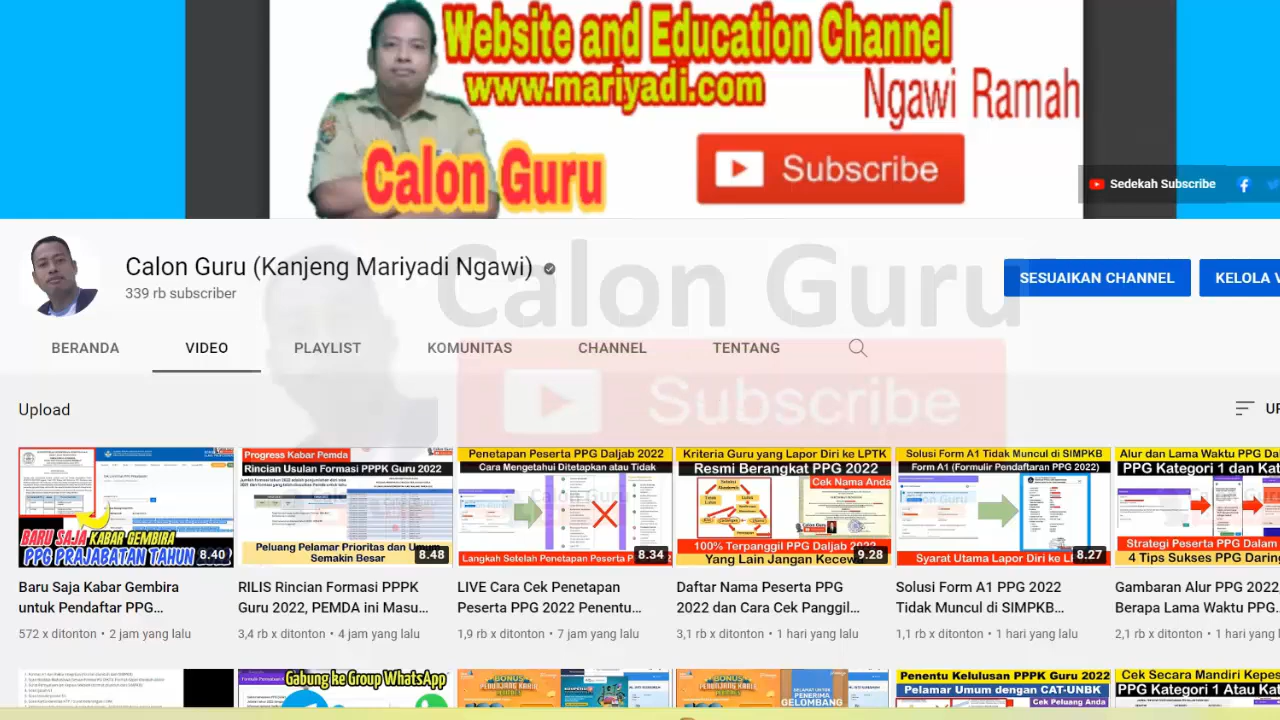 Website and Education Channel
www.mariyadi.com
Ngawi Ramah
Calon Guru
Subscribe
Sedekah Subscribe
Calon Guru (Kanjeng Mariyadi Ngawi)
339 rb subscriber
Calon Guru
SESUAIKAN CHANNEL
KELOLA V
BERANDA
VIDEO
PLAYLIST
KOMUNITAS
CHANNEL
TENTANG
Subscribe
Upload
UR
BARU SAJA KABAR GEMBIRA
PPG PRAJABATAN TAHUN
8.40
Progress Kabar Pemda
Rincian Usulan Formasi PPPK Guru 2022
Peluang Pelamar Prioritas dan
Semakin Besar
8.48
Penetapan Peserta PPG Daljab 2022
Cara Mengetahui Ditetapkan atau Tidak
Langkah Setelah Penetapan Peserta P
8.34
Kriteria Guru yang Lapor Diri ke LPTK
Resmi Berangkat PPG 2022
Cek Nama Anda
100% Terpanggil PPG Daljab 2022
Yang Lain Jangan Kecew
9.28
Solusi Form A1 Tidak Muncul di SIMPKB
Form A1 (Formulir Pendaftaran PPG 2022)
Syarat Utama Lapor Diri ke
8.27
Alur dan Lama Waktu PPG Da
PPG Kategori 1 dan Kat
Strategi Peserta PPG Dalam
4 Tips Sukses PPG Daring
Baru Saja Kabar Gembira
untuk Pendaftar PPG…
572 x ditonton • 2 jam yang lalu
RILIS Rincian Formasi PPPK
Guru 2022, PEMDA ini Masu…
3,4 rb x ditonton • 4 jam yang lalu
LIVE Cara Cek Penetapan
Peserta PPG 2022 Penentu…
1,9 rb x ditonton • 7 jam yang lalu
Daftar Nama Peserta PPG
2022 dan Cara Cek Panggil…
3,1 rb x ditonton • 1 hari yang lalu
Solusi Form A1 PPG 2022
Tidak Muncul di SIMPKB…
1,1 rb x ditonton • 1 hari yang lalu
Gambaran Alur PPG 2022
Berapa Lama Waktu PPG
2,1 rb x ditonton • 1 hari yan
Gabung ke Group WhatsApp
BONUS
BONUS
SELAMAT UNTUK
PENERIMA
GELOMBANG
Penentu Kelulusan PPPK Guru 2022
Pelamar Umum dengan CAT-UNBK
Cek Peluang Anda
Cek Secara Mandiri Kepes
PPG Kategori 1 Atau Kat